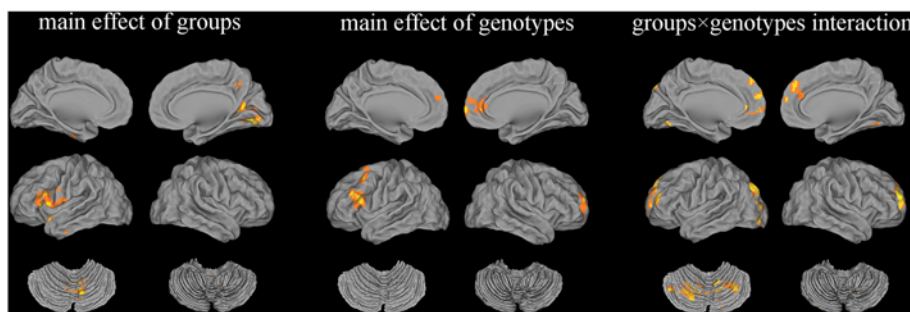 main effect of groups
main effect of genotypes
groups×genotypes interaction